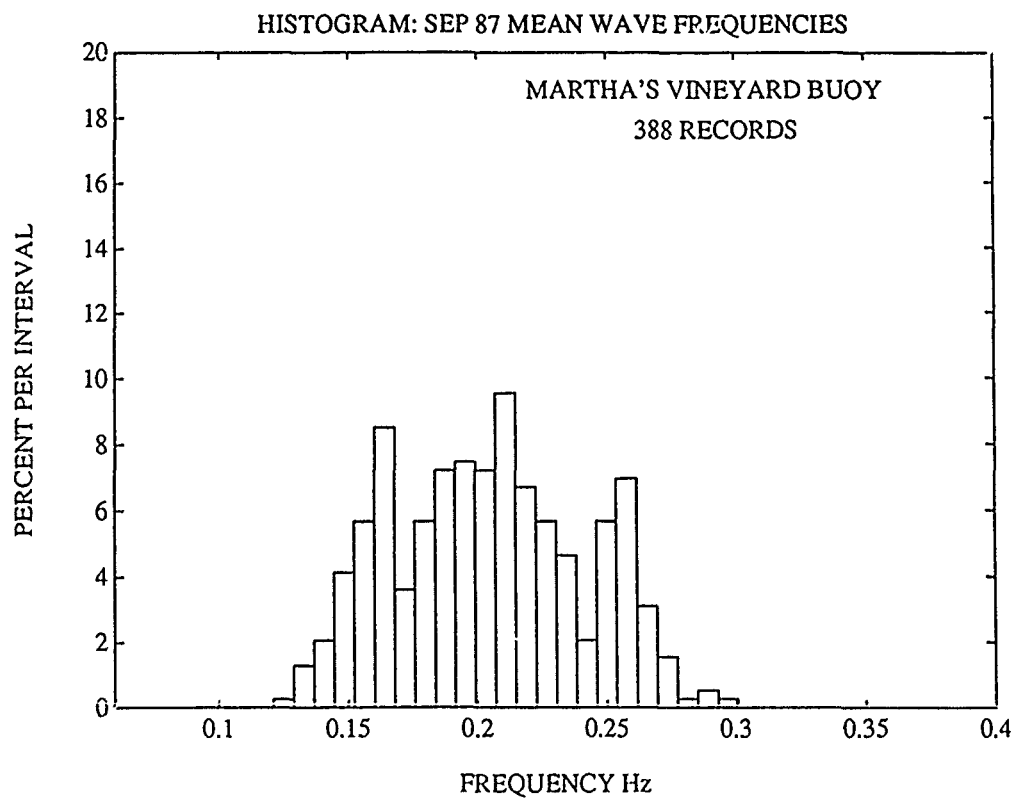 HISTOGRAM: SEP 87 MEAN WAVE FREQUENCIES
MARTHA'S VINEYARD BUOY
388 RECORDS
PERCENT PER INTERVAL
20
18
16
14
12
10
8
6
4
2
0
0.1 0.15 0.2 0.25 0.3 0.35 0.4
FREQUENCY Hz